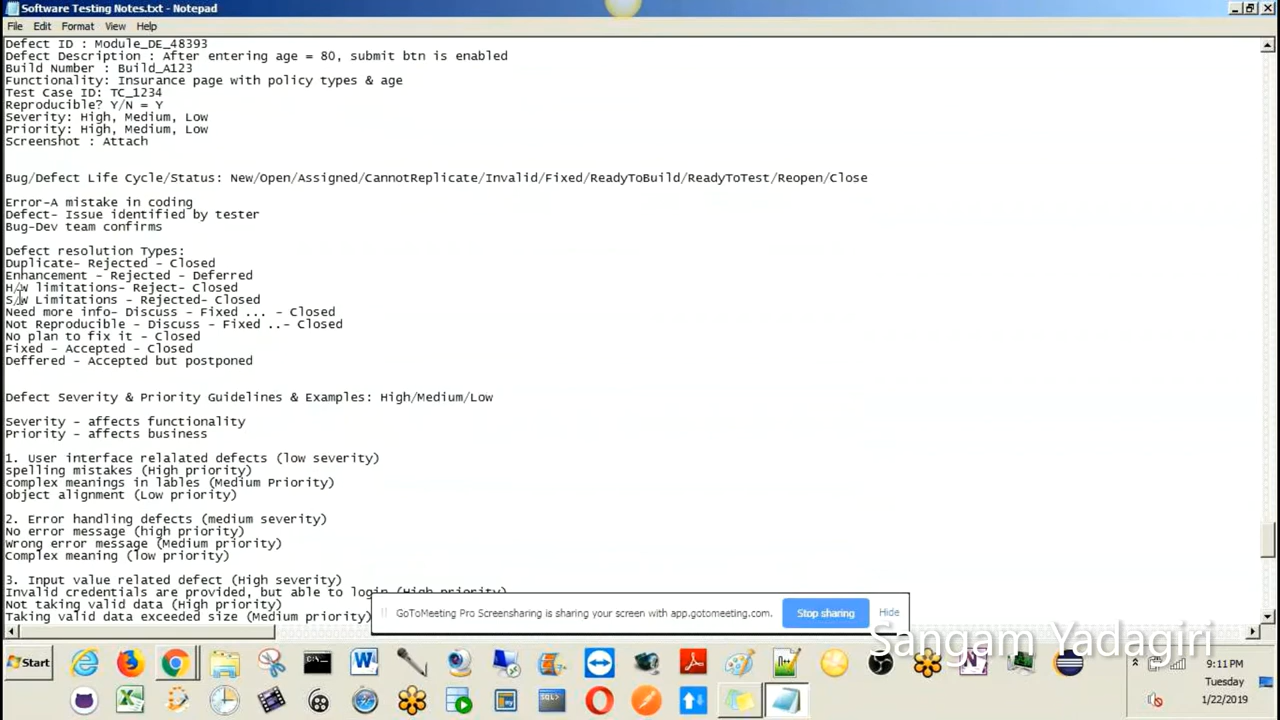 Software Testing Notes.txt - Notepad
File Edit Format View Help
Defect ID : Module_DE_48393
Defect Description : After entering age = 80, submit btn is enabled
Build Number : Build_A123
Functionality: Insurance page with policy types & age
Test Case ID: TC_1234
Reproducible? Y/N = Y
Severity: High, Medium, Low
Priority: High, Medium, Low
Screenshot : Attach
Bug/Defect Life Cycle/Status: New/Open/Assigned/CannotReplicate/Invalid/Fixed/ReadyToBuild/ReadyToTest/Reopen/Close
Error-A mistake in coding
Defect- Issue identified by tester
Bug-Dev team confirms
Defect resolution Types:
Duplicate- Rejected - Closed
Enhancement - Rejected - Deferred
H/W limitations- Reject- Closed
S/W Limitations - Rejected- Closed
Need more info- Discuss - Fixed ... - Closed
Not Reproducible - Discuss - Fixed ..- Closed
No plan to fix it - Closed
Fixed - Accepted - Closed
Deffered - Accepted but postponed
Defect Severity & Priority Guidelines & Examples: High/Medium/Low
Severity - affects functionality
Priority - affects business
1. User interface relalated defects (low severity)
spelling mistakes (High priority)
complex meanings in lables (Medium Priority)
object alignment (Low priority)
2. Error handling defects (medium severity)
No error message (high priority)
Wrong error message (Medium priority)
Complex meaning (low priority)
3. Input value related defect (High severity)
Invalid credentials are provided, but able to login (High priority)
Not taking valid data (High priority)
Taking valid data exceeded size (Medium priority)
GoToMeeting Pro Screensharing is sharing your screen with app.gotomeeting.com.
Stop sharing
Hide
Sangam Yadagiri
Start
9:11 PM
Tuesday
1/22/2019